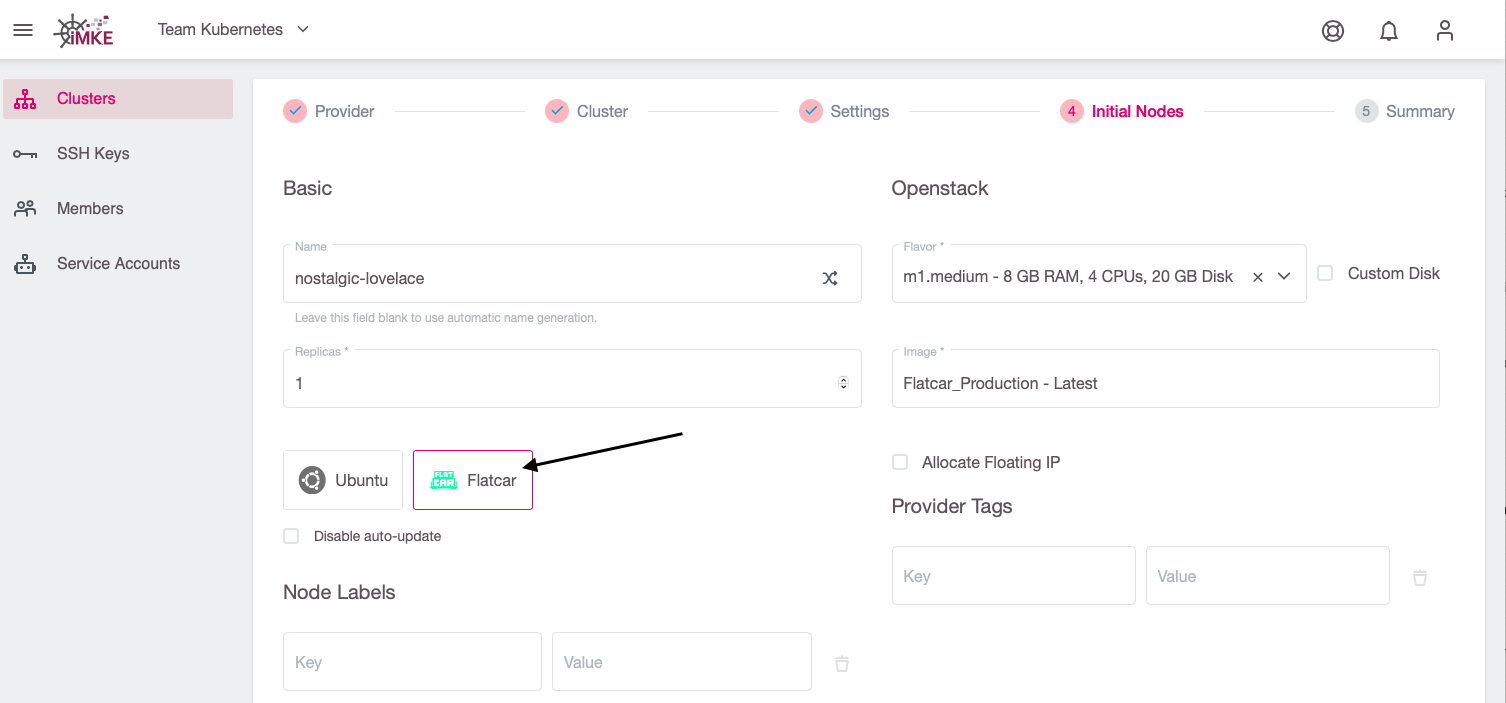 iMKE
Team Kubernetes
Clusters
SSH Keys
Members
Service Accounts
Provider
Cluster
Settings
4 Initial Nodes
5 Summary
Basic
Name
nostalgic-lovelace
Leave this field blank to use automatic name generation.
Replicas *
1
Ubuntu
FLAT CAR Flatcar
Disable auto-update
Node Labels
Key
Value
Openstack
Flavor *
m1.medium - 8 GB RAM, 4 CPUs, 20 GB Disk
Custom Disk
Image *
Flatcar_Production - Latest
Allocate Floating IP
Provider Tags
Key
Value